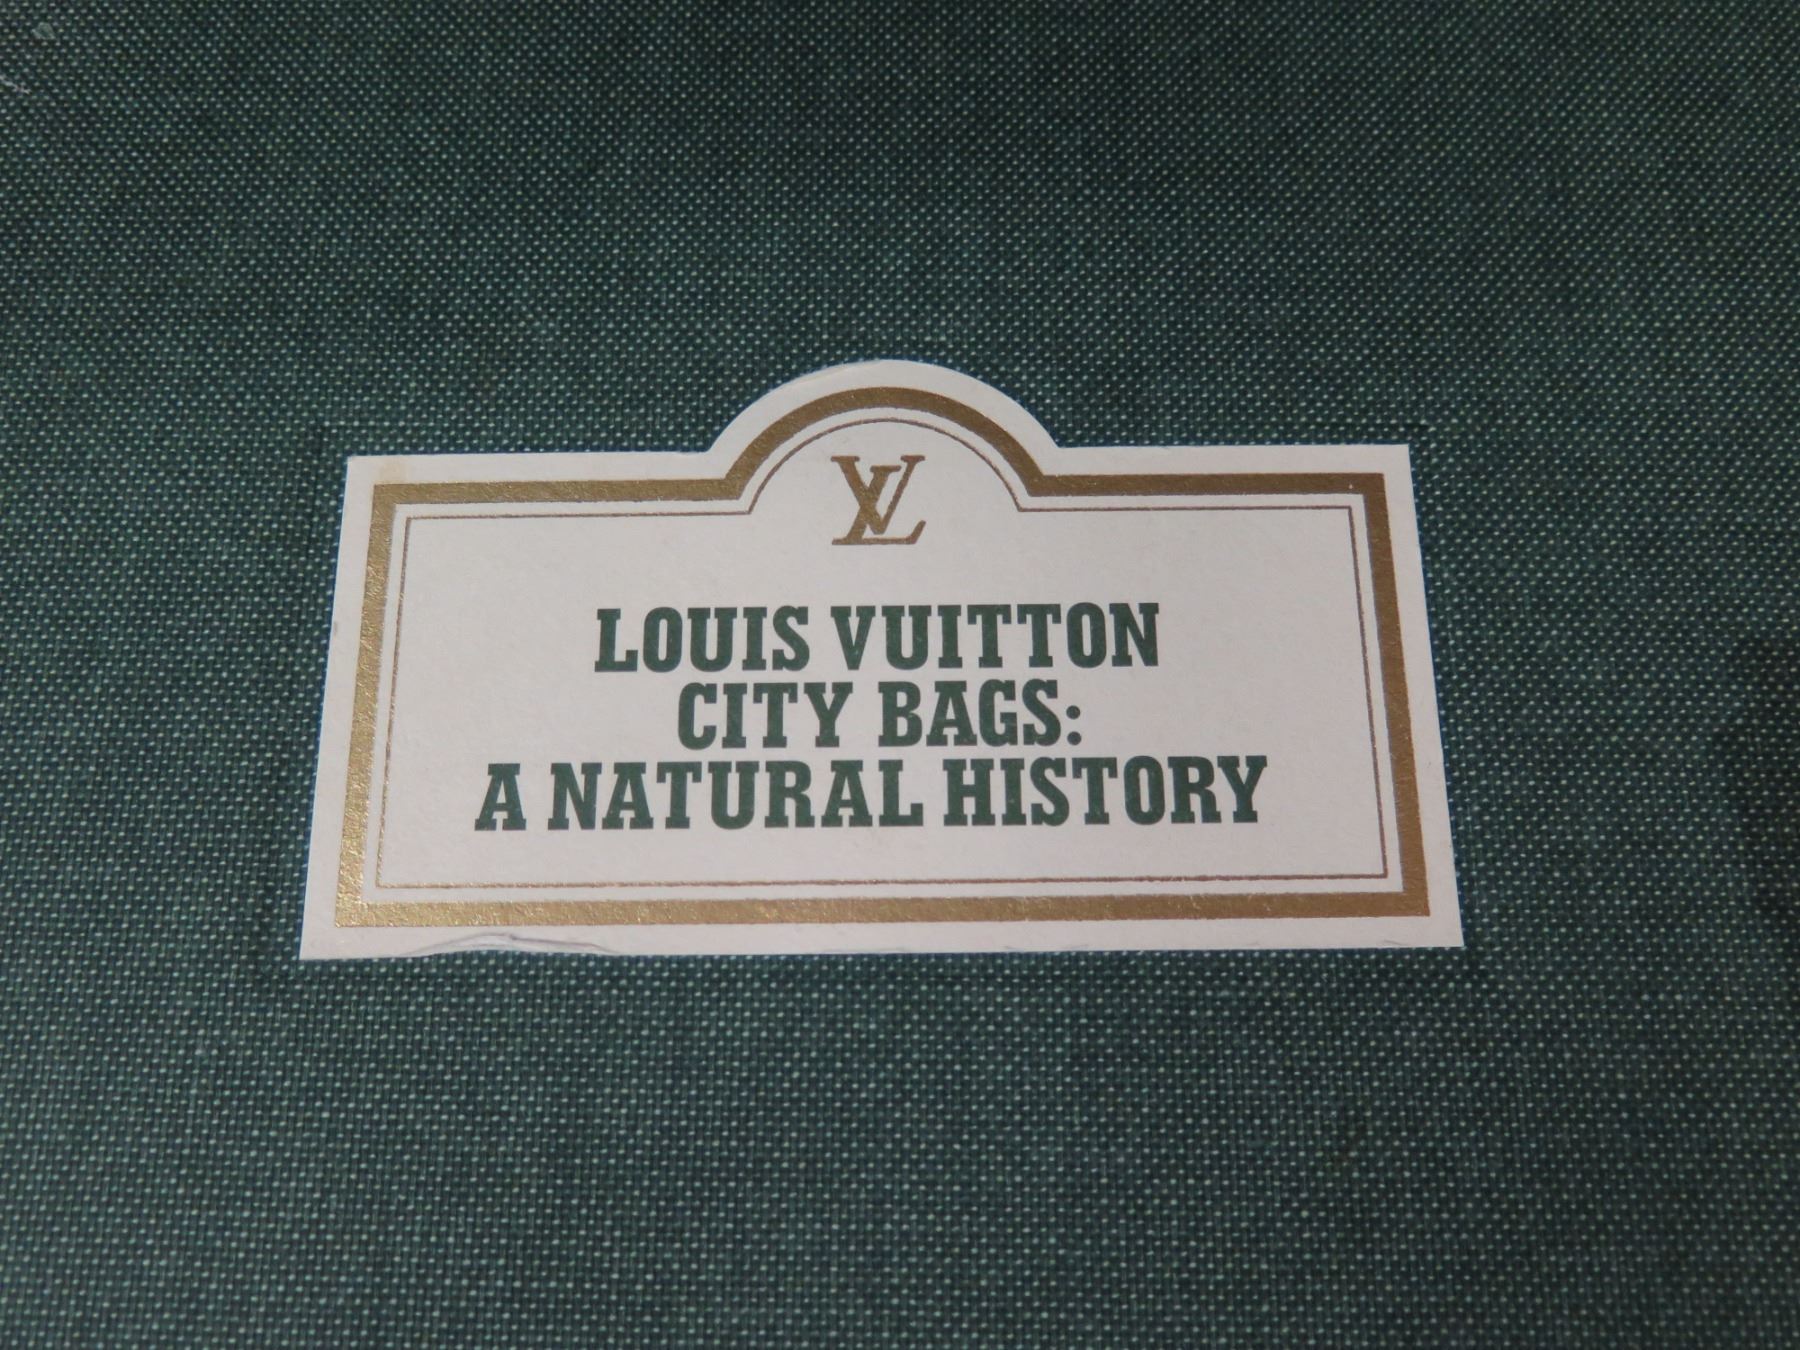 LV
LOUIS VUITTON
CITY BAGS:
A NATURAL HISTORY